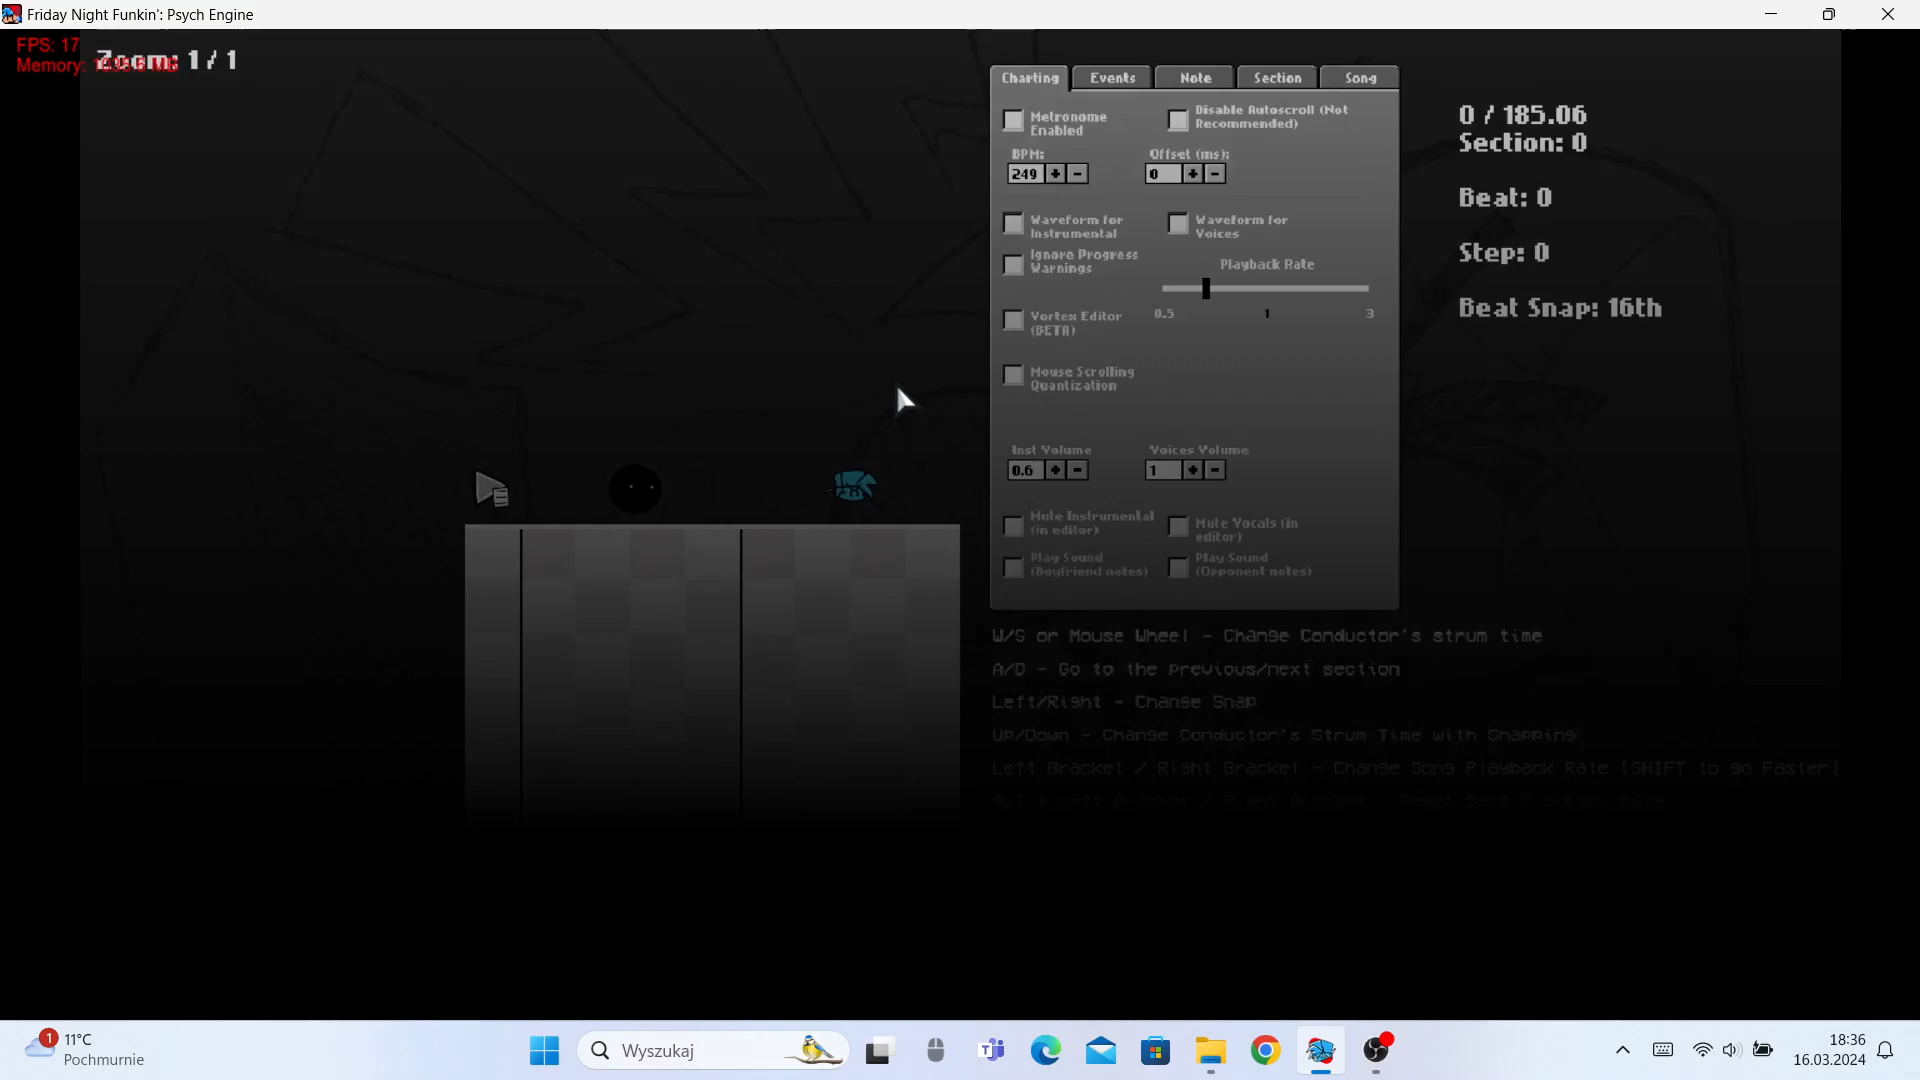 Friday Night Funkin': Psych Engine
FPS: 17
Memory:
Zoom: 1 / 1
Charting
Events
Note
Section
Song
Metronome Enabled
Disable Autoscroll (Not Recommended)
BPM:
Offset (ms):
249 + -
0 + -
Waveform for Instrumental
Waveform for Voices
Ignore Progress Warnings
Playback Rate
0.5
1
3
Vortex Editor (BETA)
Mouse Scrolling Quantization
Inst Volume
Voices Volume
0.6 + -
1 + -
Mute Instrumental (in editor)
Mute Vocals (in editor)
Play Sound (Boyfriend notes)
Play Sound (Opponent notes)
0 / 185.06
Section: 0
Beat: 0
Step: 0
Beat Snap: 16th
W/S or Mouse Wheel - Change Conductor's strum time
A/D - Go to the previous/next section
Left/Right - Change Snap
Up/Down - Change Conductor's Strum Time with Snapping
Left Bracket / Right Bracket - Change Song Playback Rate (SHIFT to go Faster)
1
11°C
Pochmurnie
Wyszukaj
18:36
16.03.2024